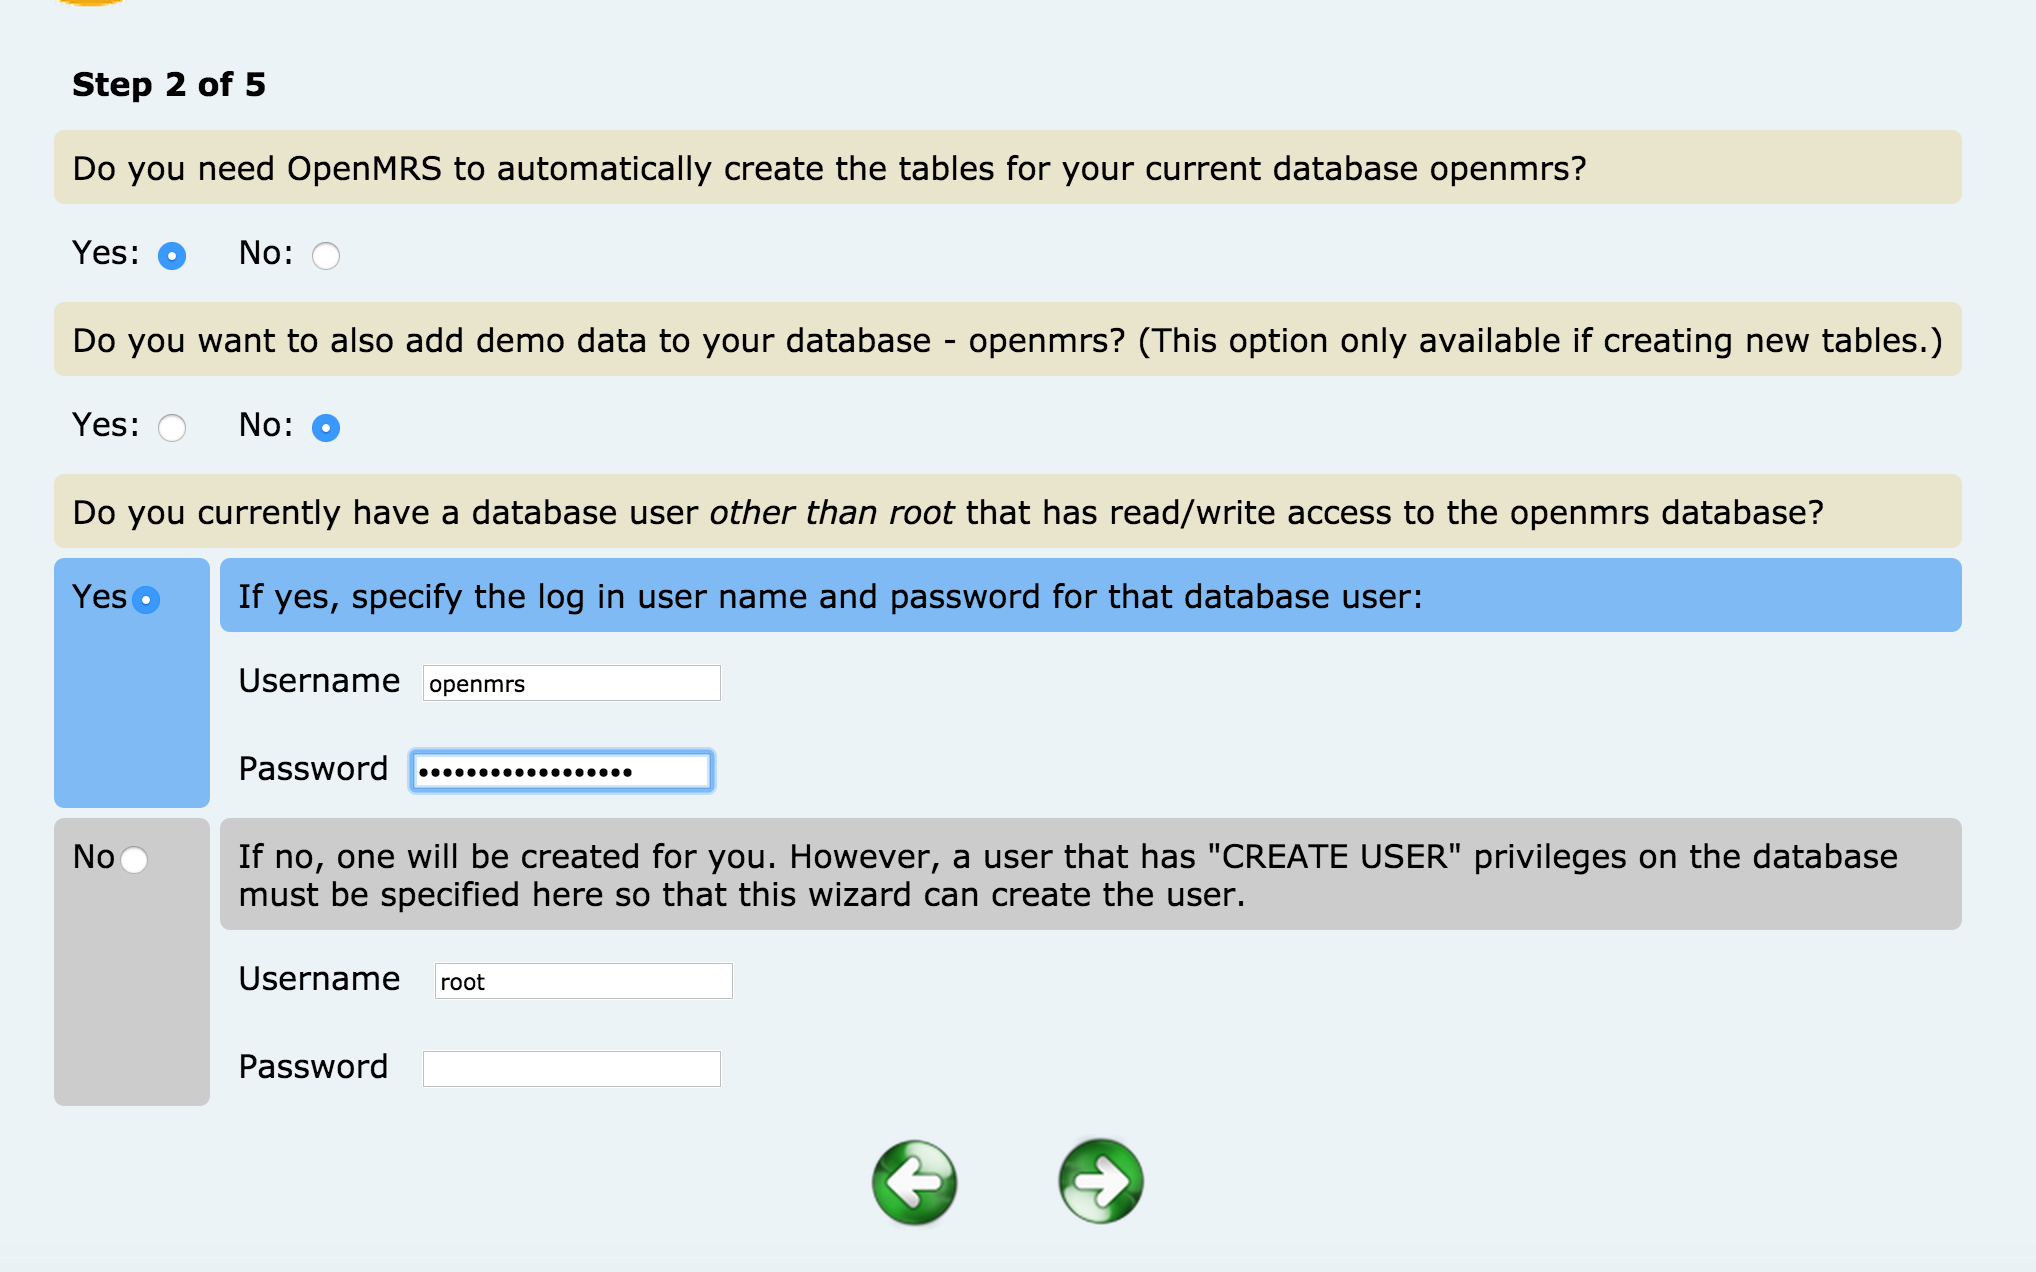 Step 2 of 5
Do you need OpenMRS to automatically create the tables for your current database openmrs?
Yes: No:
Do you want to also add demo data to your database - openmrs? (This option only available if creating new tables.)
Yes: No:
Do you currently have a database user other than root that has read/write access to the openmrs database?
Yes If yes, specify the log in user name and password for that database user:
Username openmrs
Password ••••••••••••••••••
No If no, one will be created for you. However, a user that has "CREATE USER" privileges on the database
must be specified here so that this wizard can create the user.
Username root
Password